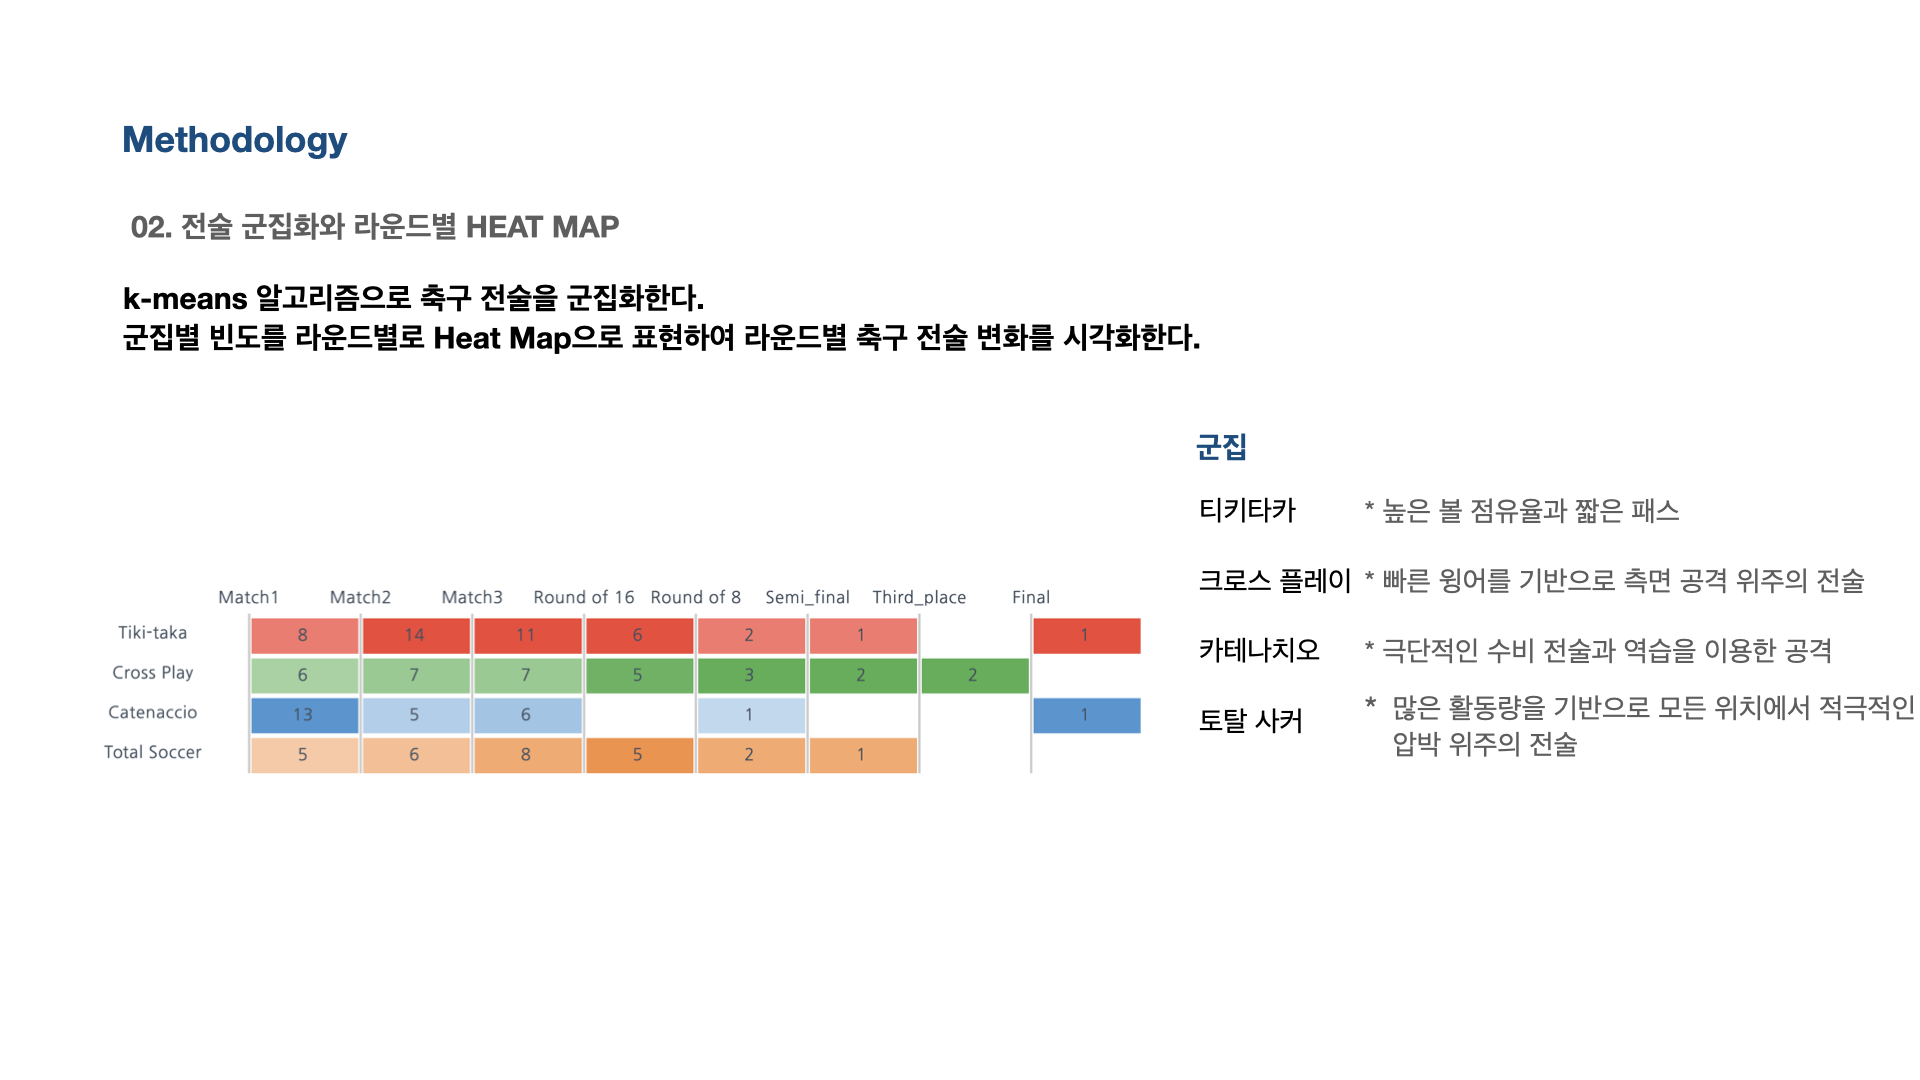 Methodology
02. 전술 군집화와 라운드별 HEAT MAP
k-means 알고리즘으로 축구 전술을 군집화한다.
군집별 빈도를 라운드별로 Heat Map으로 표현하여 라운드별 축구 전술 변화를 시각화한다.
Match1 Match2 Match3 Round of 16 Round of 8 Semi_final Third_place Final
Tiki-taka 8 14 11 6 2 1 1
Cross Play 6 7 7 5 3 2 2
Catenaccio 13 5 6 1 1
Total Soccer 5 6 8 5 2 1
군집
티키타카 * 높은 볼 점유율과 짧은 패스
크로스 플레이 * 빠른 윙어를 기반으로 측면 공격 위주의 전술
카테나치오 * 극단적인 수비 전술과 역습을 이용한 공격
토탈 사커 * 많은 활동량을 기반으로 모든 위치에서 적극적인
압박 위주의 전술